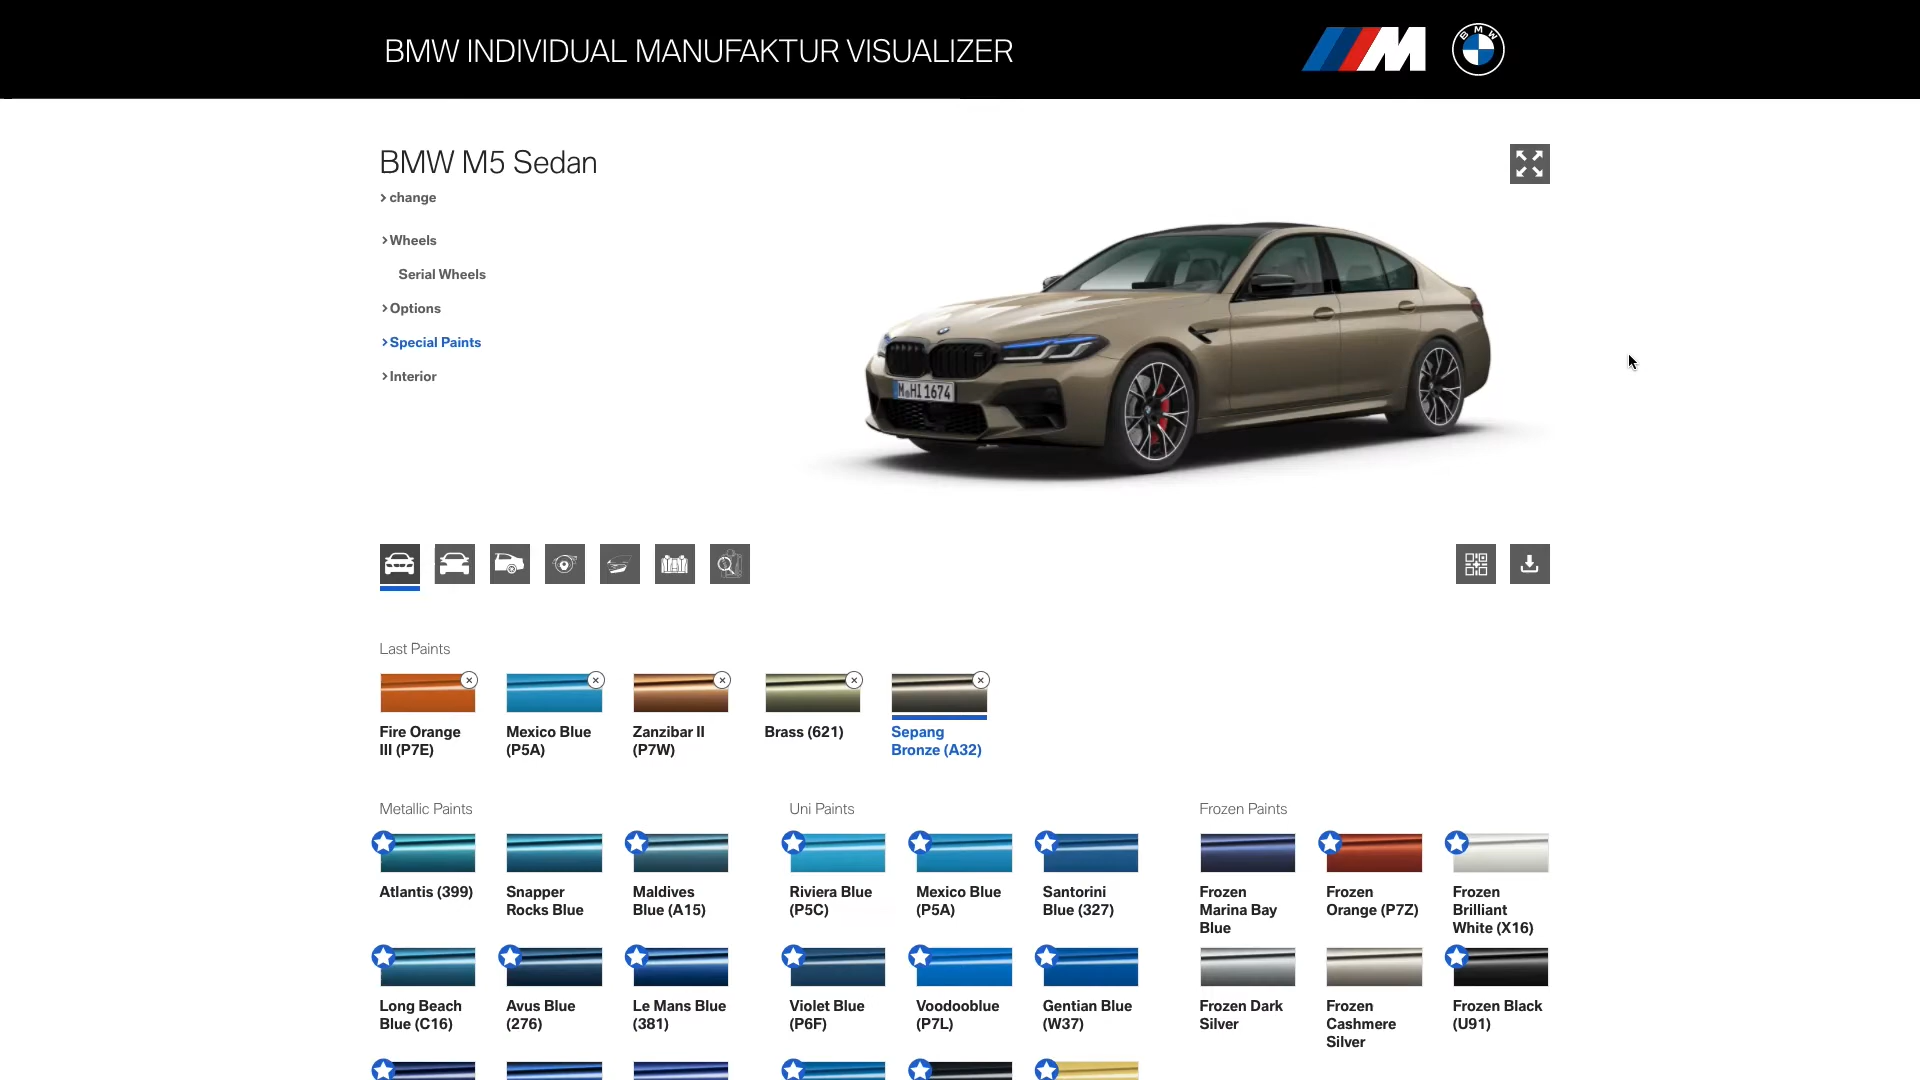 BMW INDIVIDUAL MANUFAKTUR VISUALIZER
M
BMW
BMW M5 Sedan
change
Wheels
Serial Wheels
Options
Special Paints
Interior
M HI 1674
Last Paints
Fire Orange
III (P7E)
Mexico Blue
(P5A)
Zanzibar II
(P7W)
Brass (621)
Sepang
Bronze (A32)
Metallic Paints
Atlantis (399)
Snapper
Rocks Blue
Maldives
Blue (A15)
Long Beach
Blue (C16)
Avus Blue
(276)
Le Mans Blue
(381)
Uni Paints
Riviera Blue
(P5C)
Mexico Blue
(P5A)
Santorini
Blue (327)
Violet Blue
(P6F)
Voodooblue
(P7L)
Gentian Blue
(W37)
Frozen Paints
Frozen
Marina Bay
Blue
Frozen
Orange (P7Z)
Frozen
Brilliant
White (X16)
Frozen Dark
Silver
Frozen
Cashmere
Silver
Frozen Black
(U91)